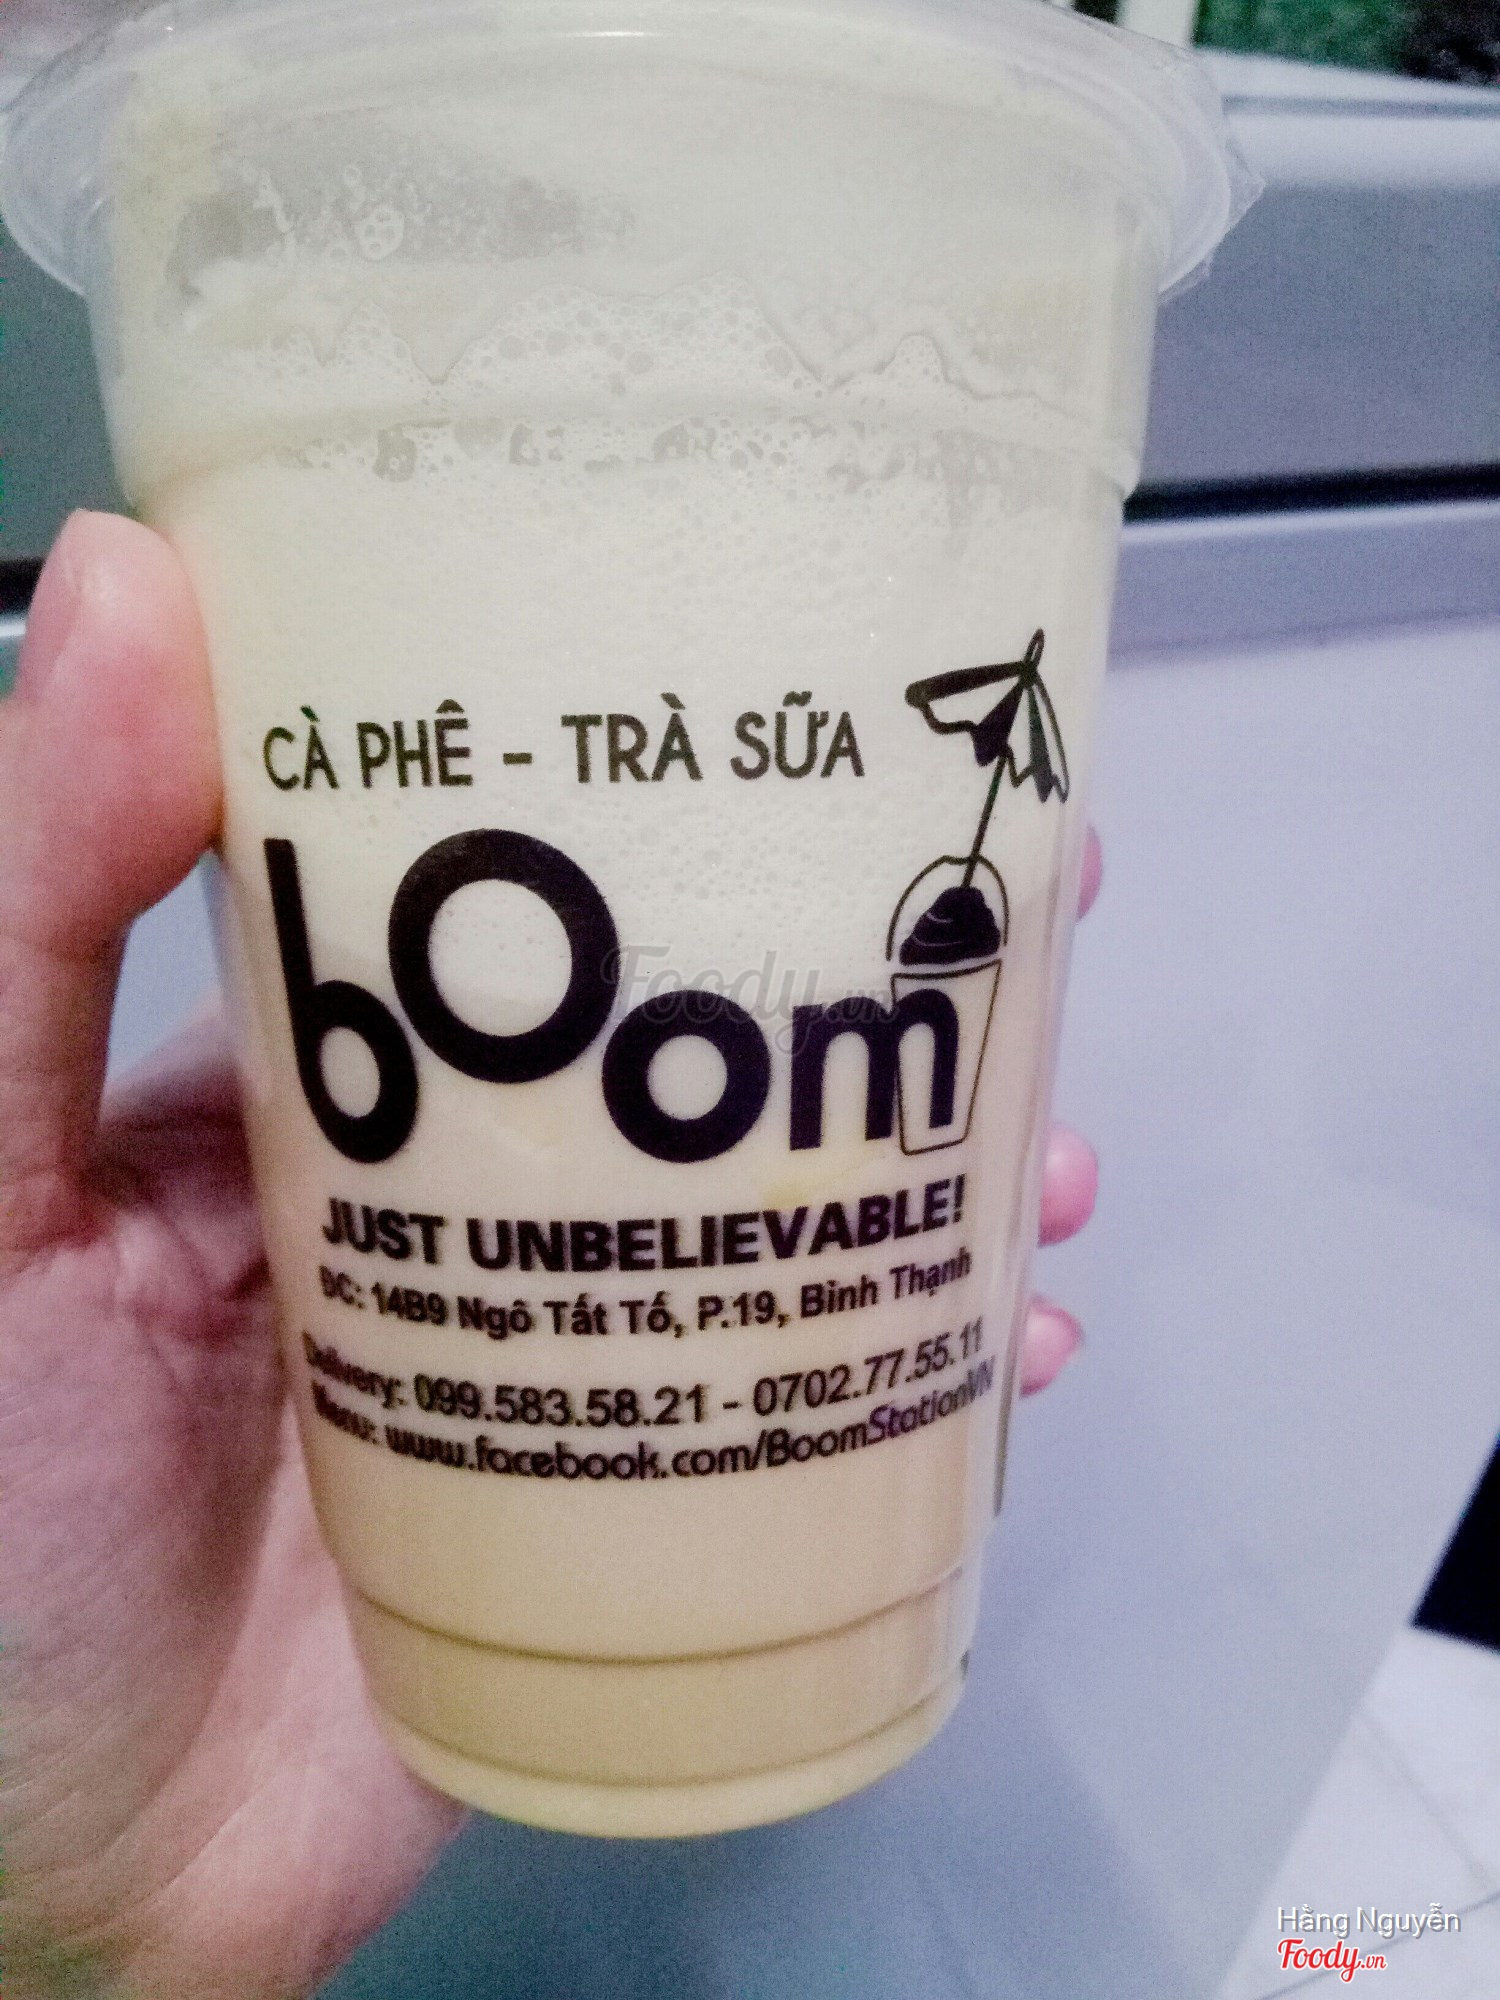 CÀ PHÊ - TRÀ SỮA
boom
JUST UNBELIEVABLE!
ĐC: 14B9 Ngô Tất Tố, P.19, Bình Thạnh
Delivery: 099.583.58.21 - 0702.77.55.11
Menu: www.facebook.com/BoomStationVN
Foody.vn
Hằng Nguyễn
Foody.vn